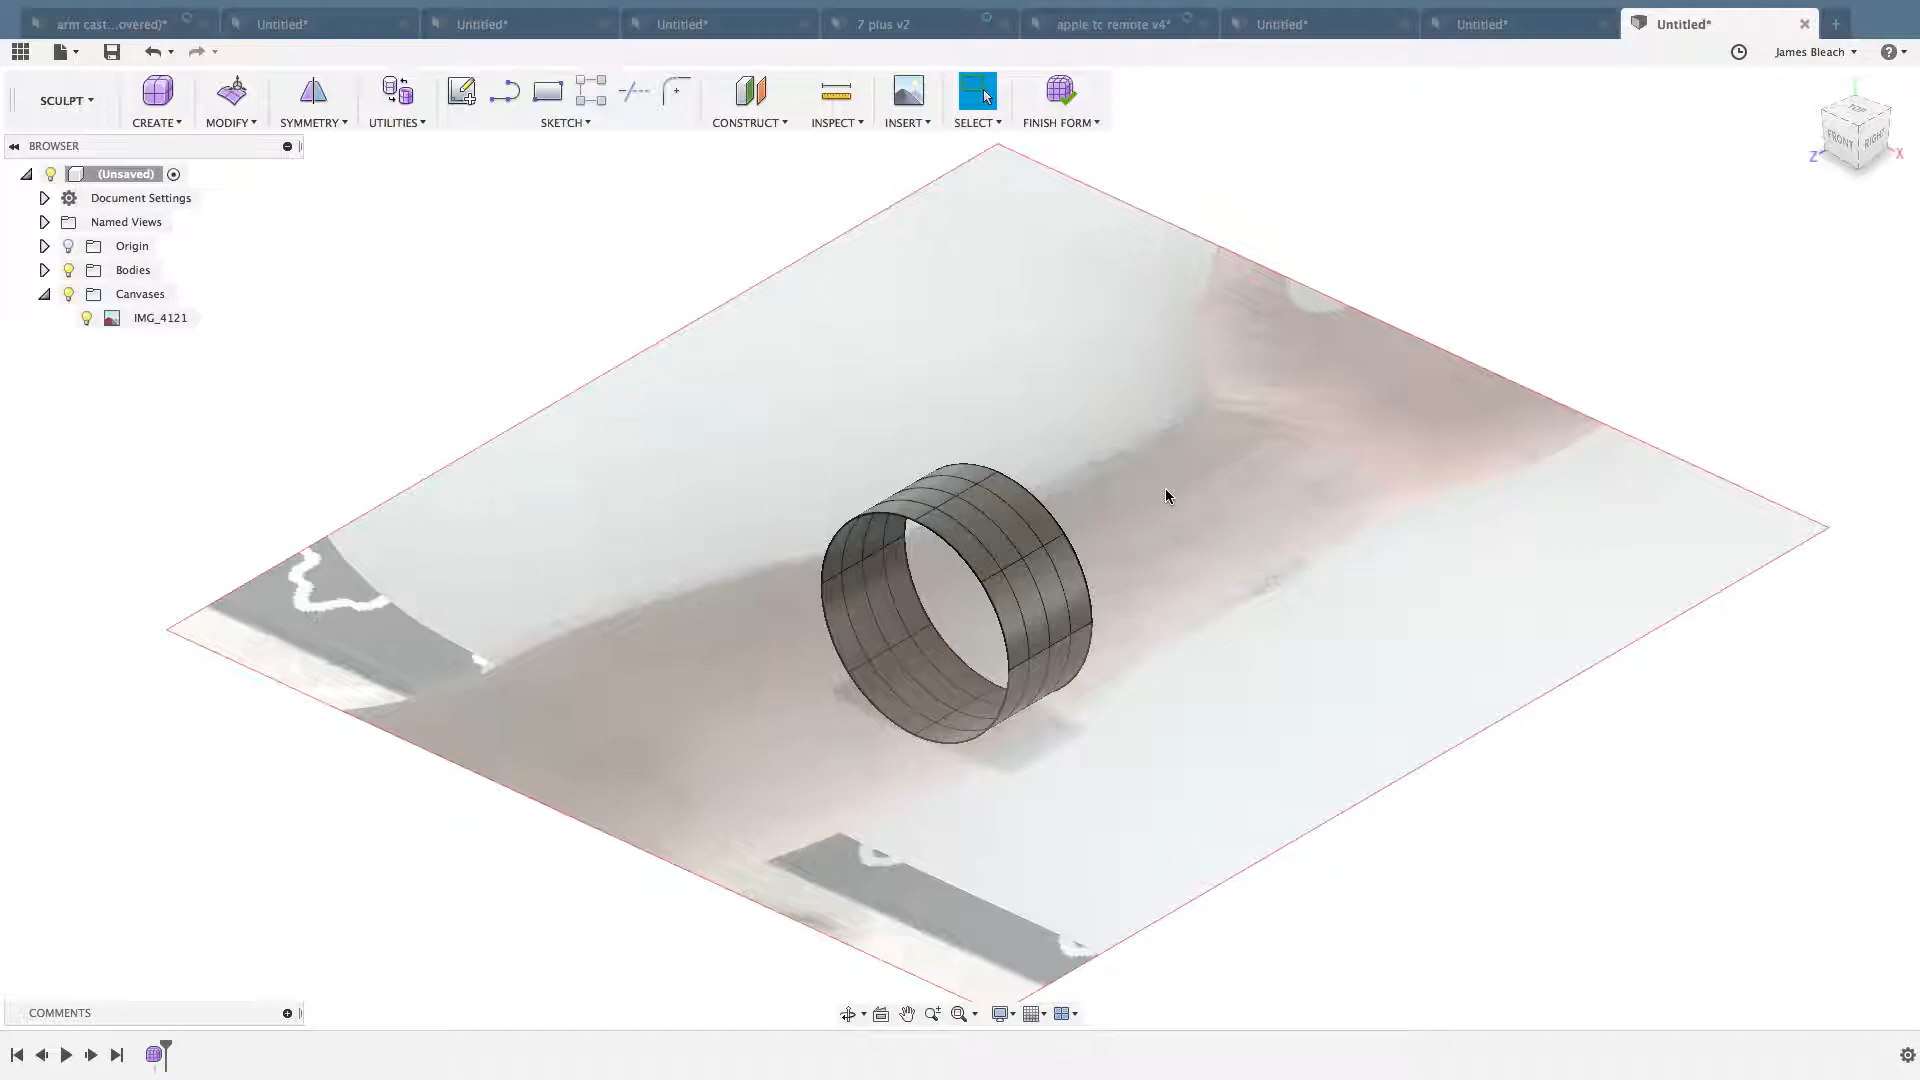 arm cast...overed)*
Untitled*
Untitled*
Untitled*
7 plus v2
apple tc remote v4*
Untitled*
Untitled*
Untitled*
James Bleach
SCULPT
CREATE
MODIFY
SYMMETRY
UTILITIES
SKETCH
CONSTRUCT
INSPECT
INSERT
SELECT
FINISH FORM
BROWSER
(Unsaved)
Document Settings
Named Views
Origin
Bodies
Canvases
IMG_4121
TOP
FRONT
RIGHT
Z
X
COMMENTS